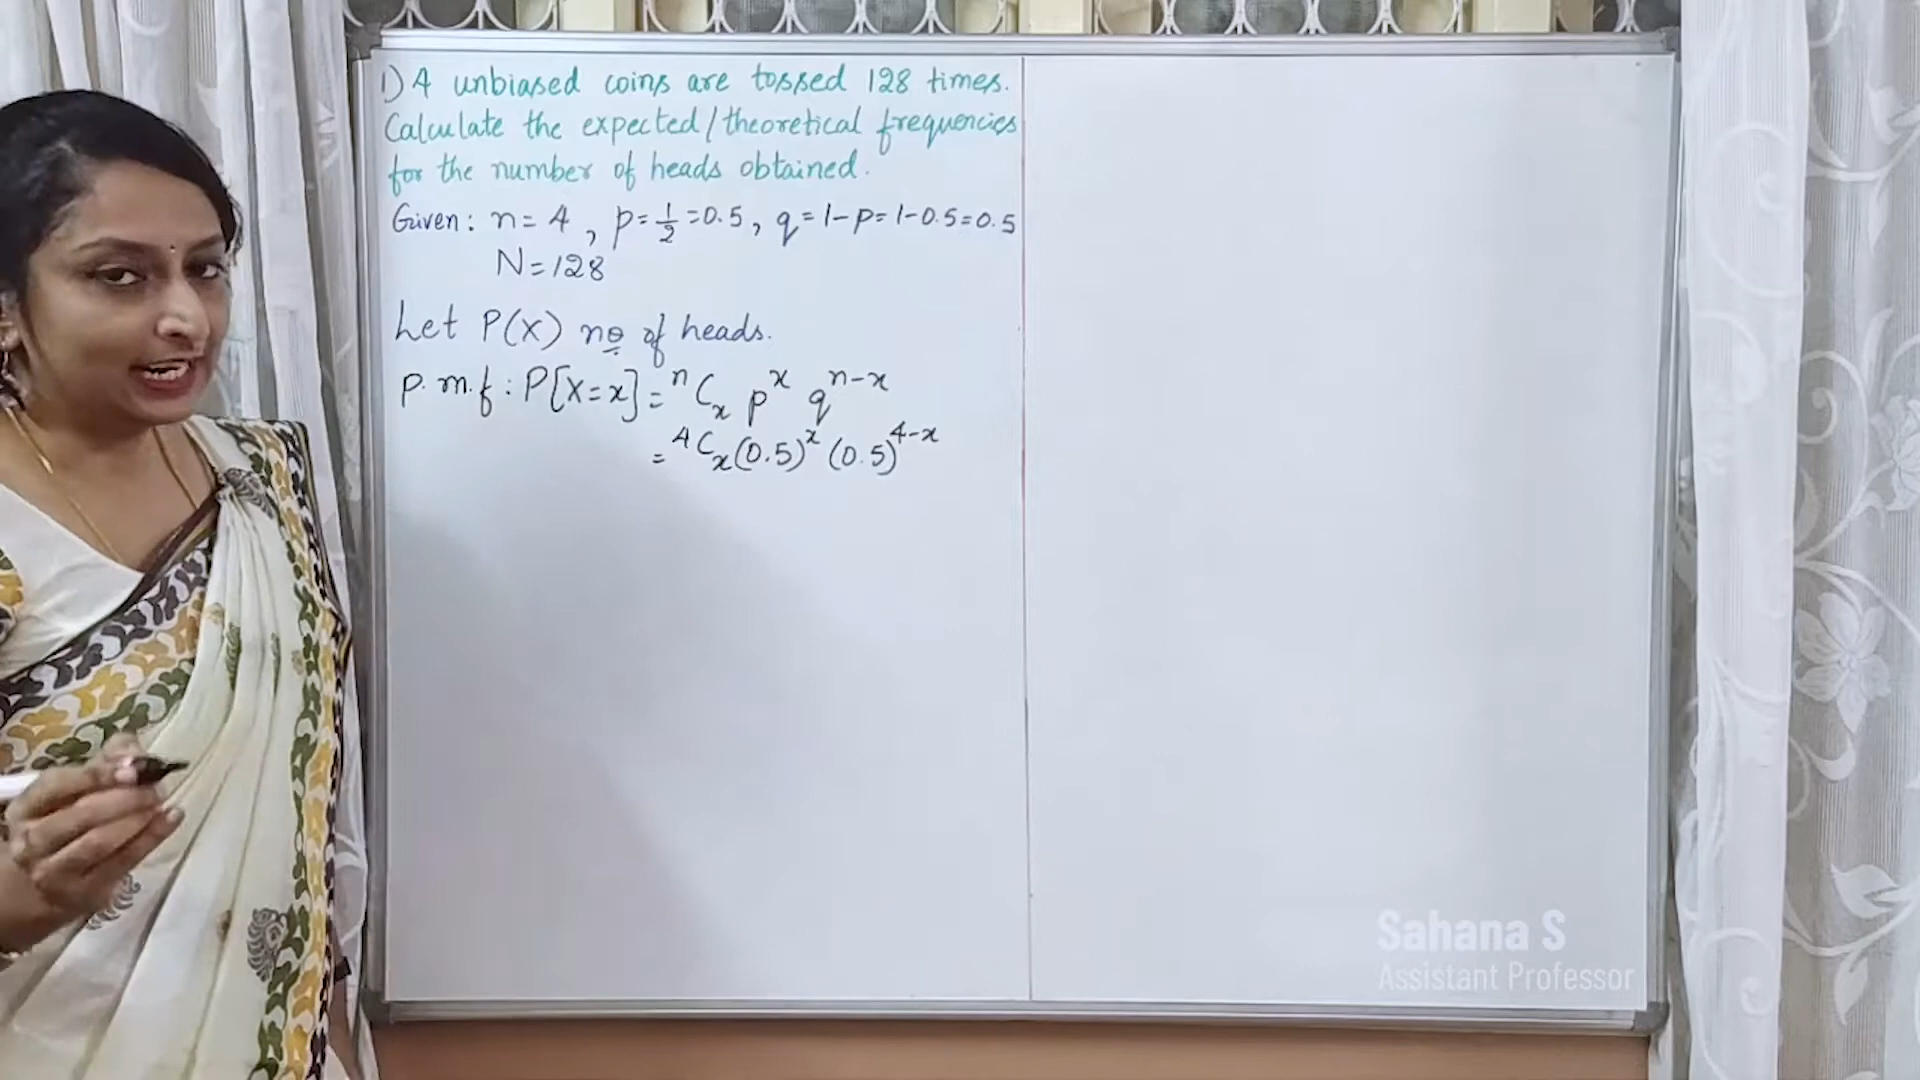 1) 4 unbiased coins are tossed 128 times.
Calculate the expected/theoretical frequencies
for the number of heads obtained.
Given: n = 4, p = 1/2 = 0.5, q = 1-p = 1-0.5 = 0.5
N = 128
Let P(X) no of heads.
p.m.f: P[X=x] = ⁿCₓ pˣ qⁿ⁻ˣ
= ⁴Cₓ (0.5)ˣ (0.5)⁴⁻ˣ
Sahana S
Assistant Professor